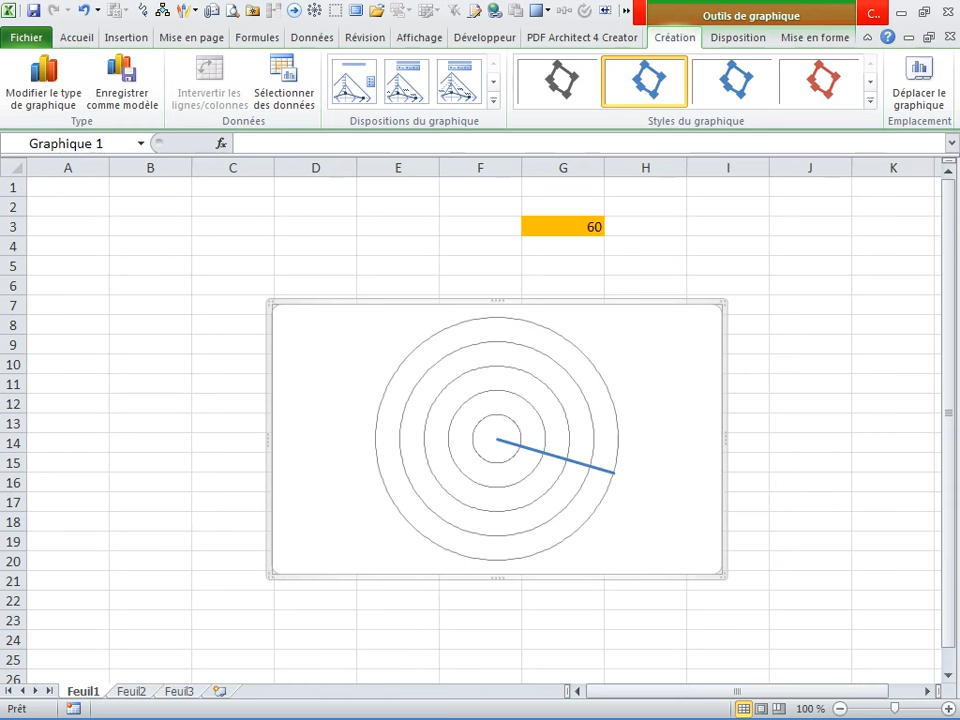 Outils de graphique
C...
Fichier Accueil Insertion Mise en page Formules Données Révision Affichage Développeur PDF Architect 4 Creator Création Disposition Mise en forme
Modifier le type de graphique
Enregistrer comme modèle
Intervertir les lignes/colonnes
Sélectionner des données
Déplacer le graphique
Type Données Dispositions du graphique Styles du graphique Emplacement
Graphique 1 fx
A B C D E F G H I J K
1
2
3 60
4
5
6
7
8
9
10
11
12
13
14
15
16
17
18
19
20
21
22
23
24
25
26
Feuil1 Feuil2 Feuil3
Prêt 100 %